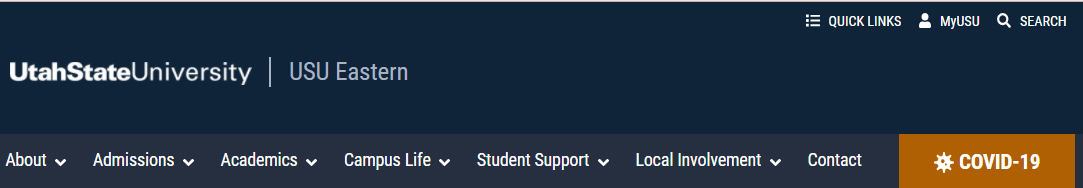 QUICK LINKS MyUSU SEARCH
UtahStateUniversity USU Eastern
About Admissions Academics Campus Life Student Support Local Involvement Contact COVID-19